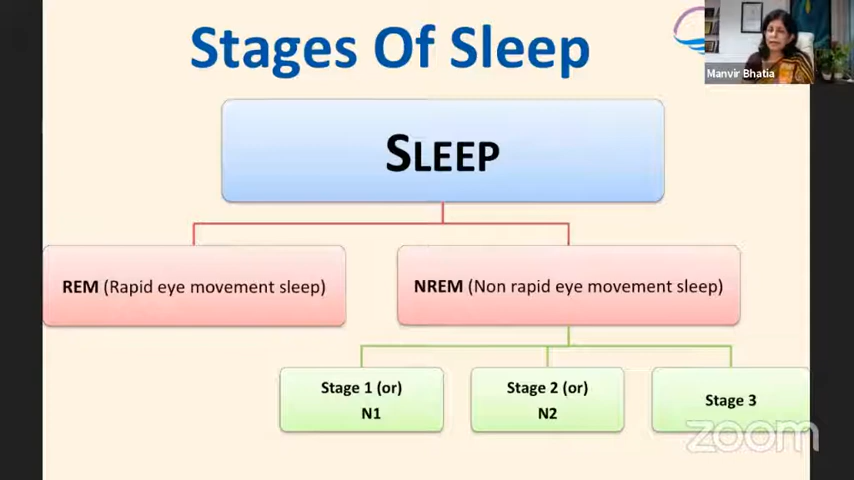 Stages Of Sleep
Manvir Bhatia
SLEEP
REM (Rapid eye movement sleep)
NREM (Non rapid eye movement sleep)
Stage 1 (or)
N1
Stage 2 (or)
N2
Stage 3
zoom